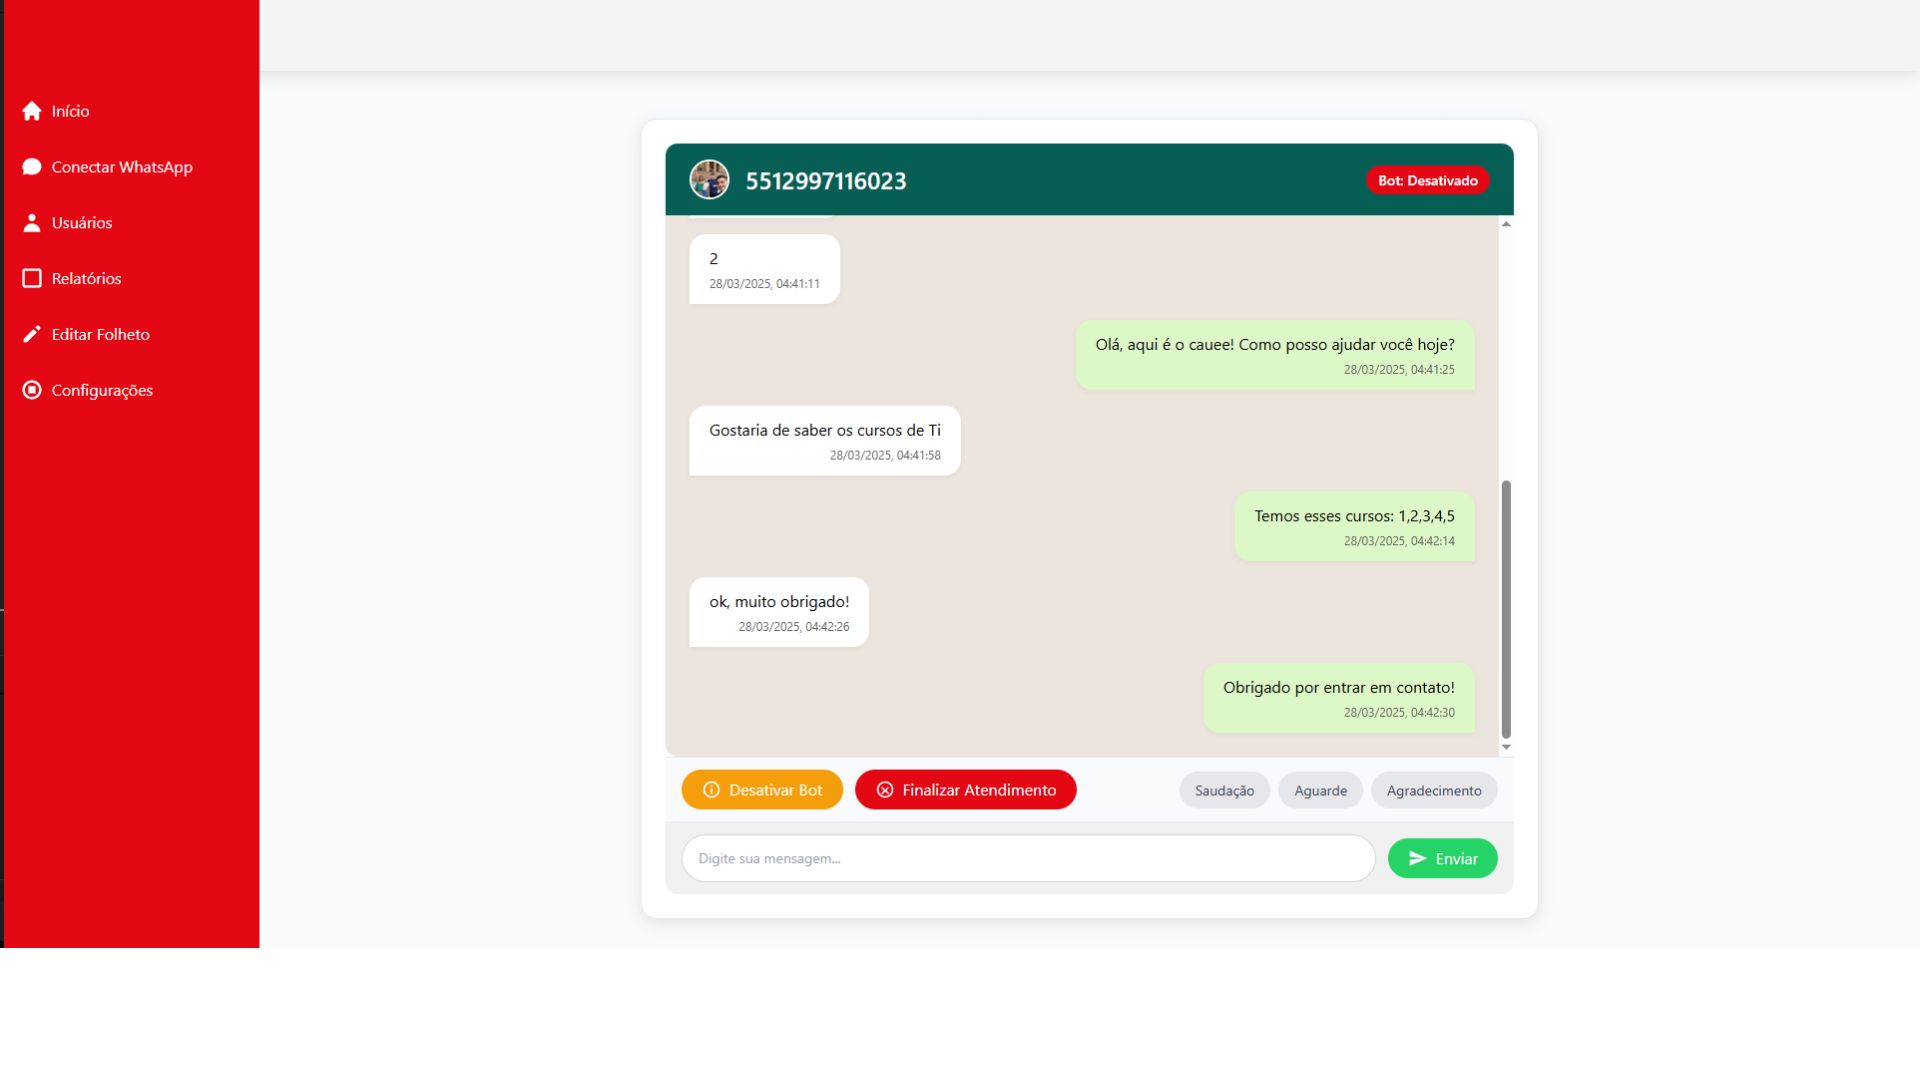 Início
Conectar WhatsApp
Usuários
Relatórios
Editar Folheto
Configurações
5512997116023
Bot: Desativado
2
28/03/2025, 04:41:11
Olá, aqui é o cauee! Como posso ajudar você hoje?
28/03/2025, 04:41:25
Gostaria de saber os cursos de Ti
28/03/2025, 04:41:58
Temos esses cursos: 1,2,3,4,5
28/03/2025, 04:42:14
ok, muito obrigado!
28/03/2025, 04:42:26
Obrigado por entrar em contato!
28/03/2025, 04:42:30
Desativar Bot
Finalizar Atendimento
Saudação
Aguarde
Agradecimento
Digite sua mensagem...
Enviar